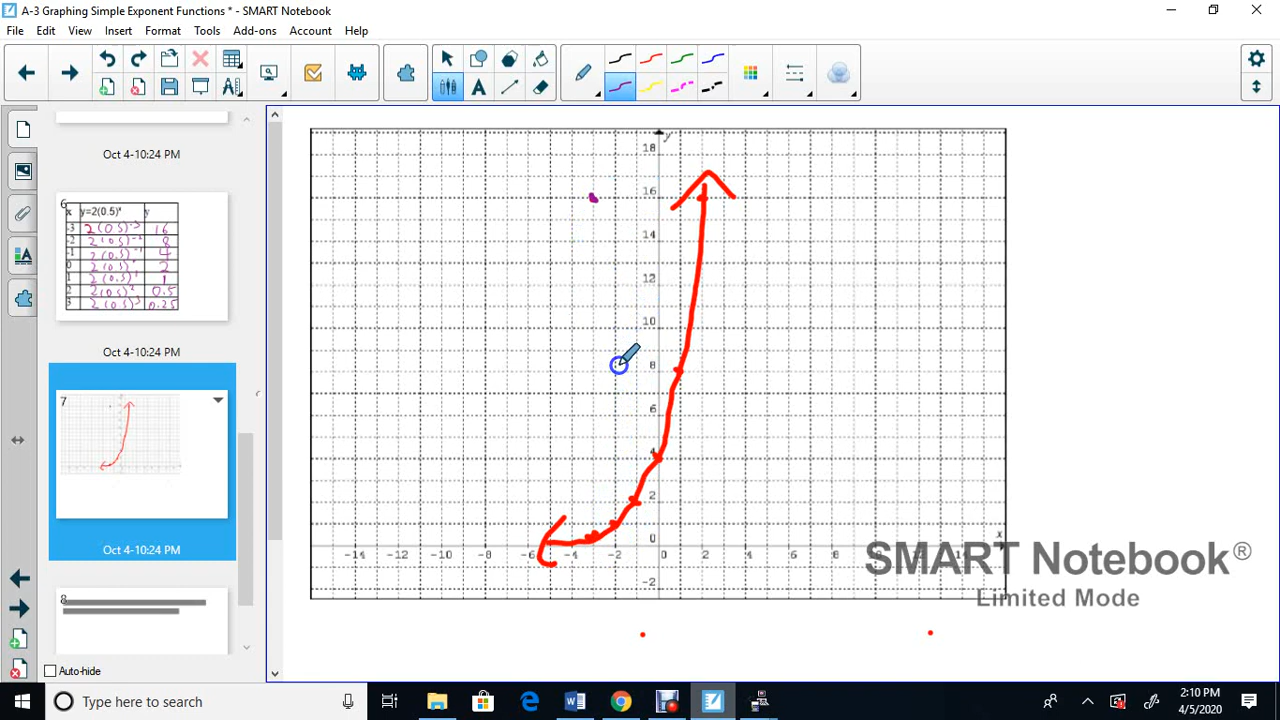 A-3 Graphing Simple Exponent Functions * - SMART Notebook
File Edit View Insert Format Tools Add-ons Account Help
Oct 4-10:24 PM
6
x y=2(0.5)ˣ y
-3 2(0.5)⁻³ 16
-2 2(0.5)⁻² 8
-1 2(0.5)⁻¹ 4
0 2(0.5)⁰ 2
1 2(0.5)¹ 1
2 2(0.5)² 0.5
3 2(0.5)³ 0.25
Oct 4-10:24 PM
7
Oct 4-10:24 PM
8
Auto-hide
y
18
16
14
12
10
8
6
4
2
0
x
-14 -12 -10 -8 -6 -4 -2 0 2 4 6 8 10 12 14
-2
SMART Notebook®
Limited Mode
Type here to search
2:10 PM
4/5/2020